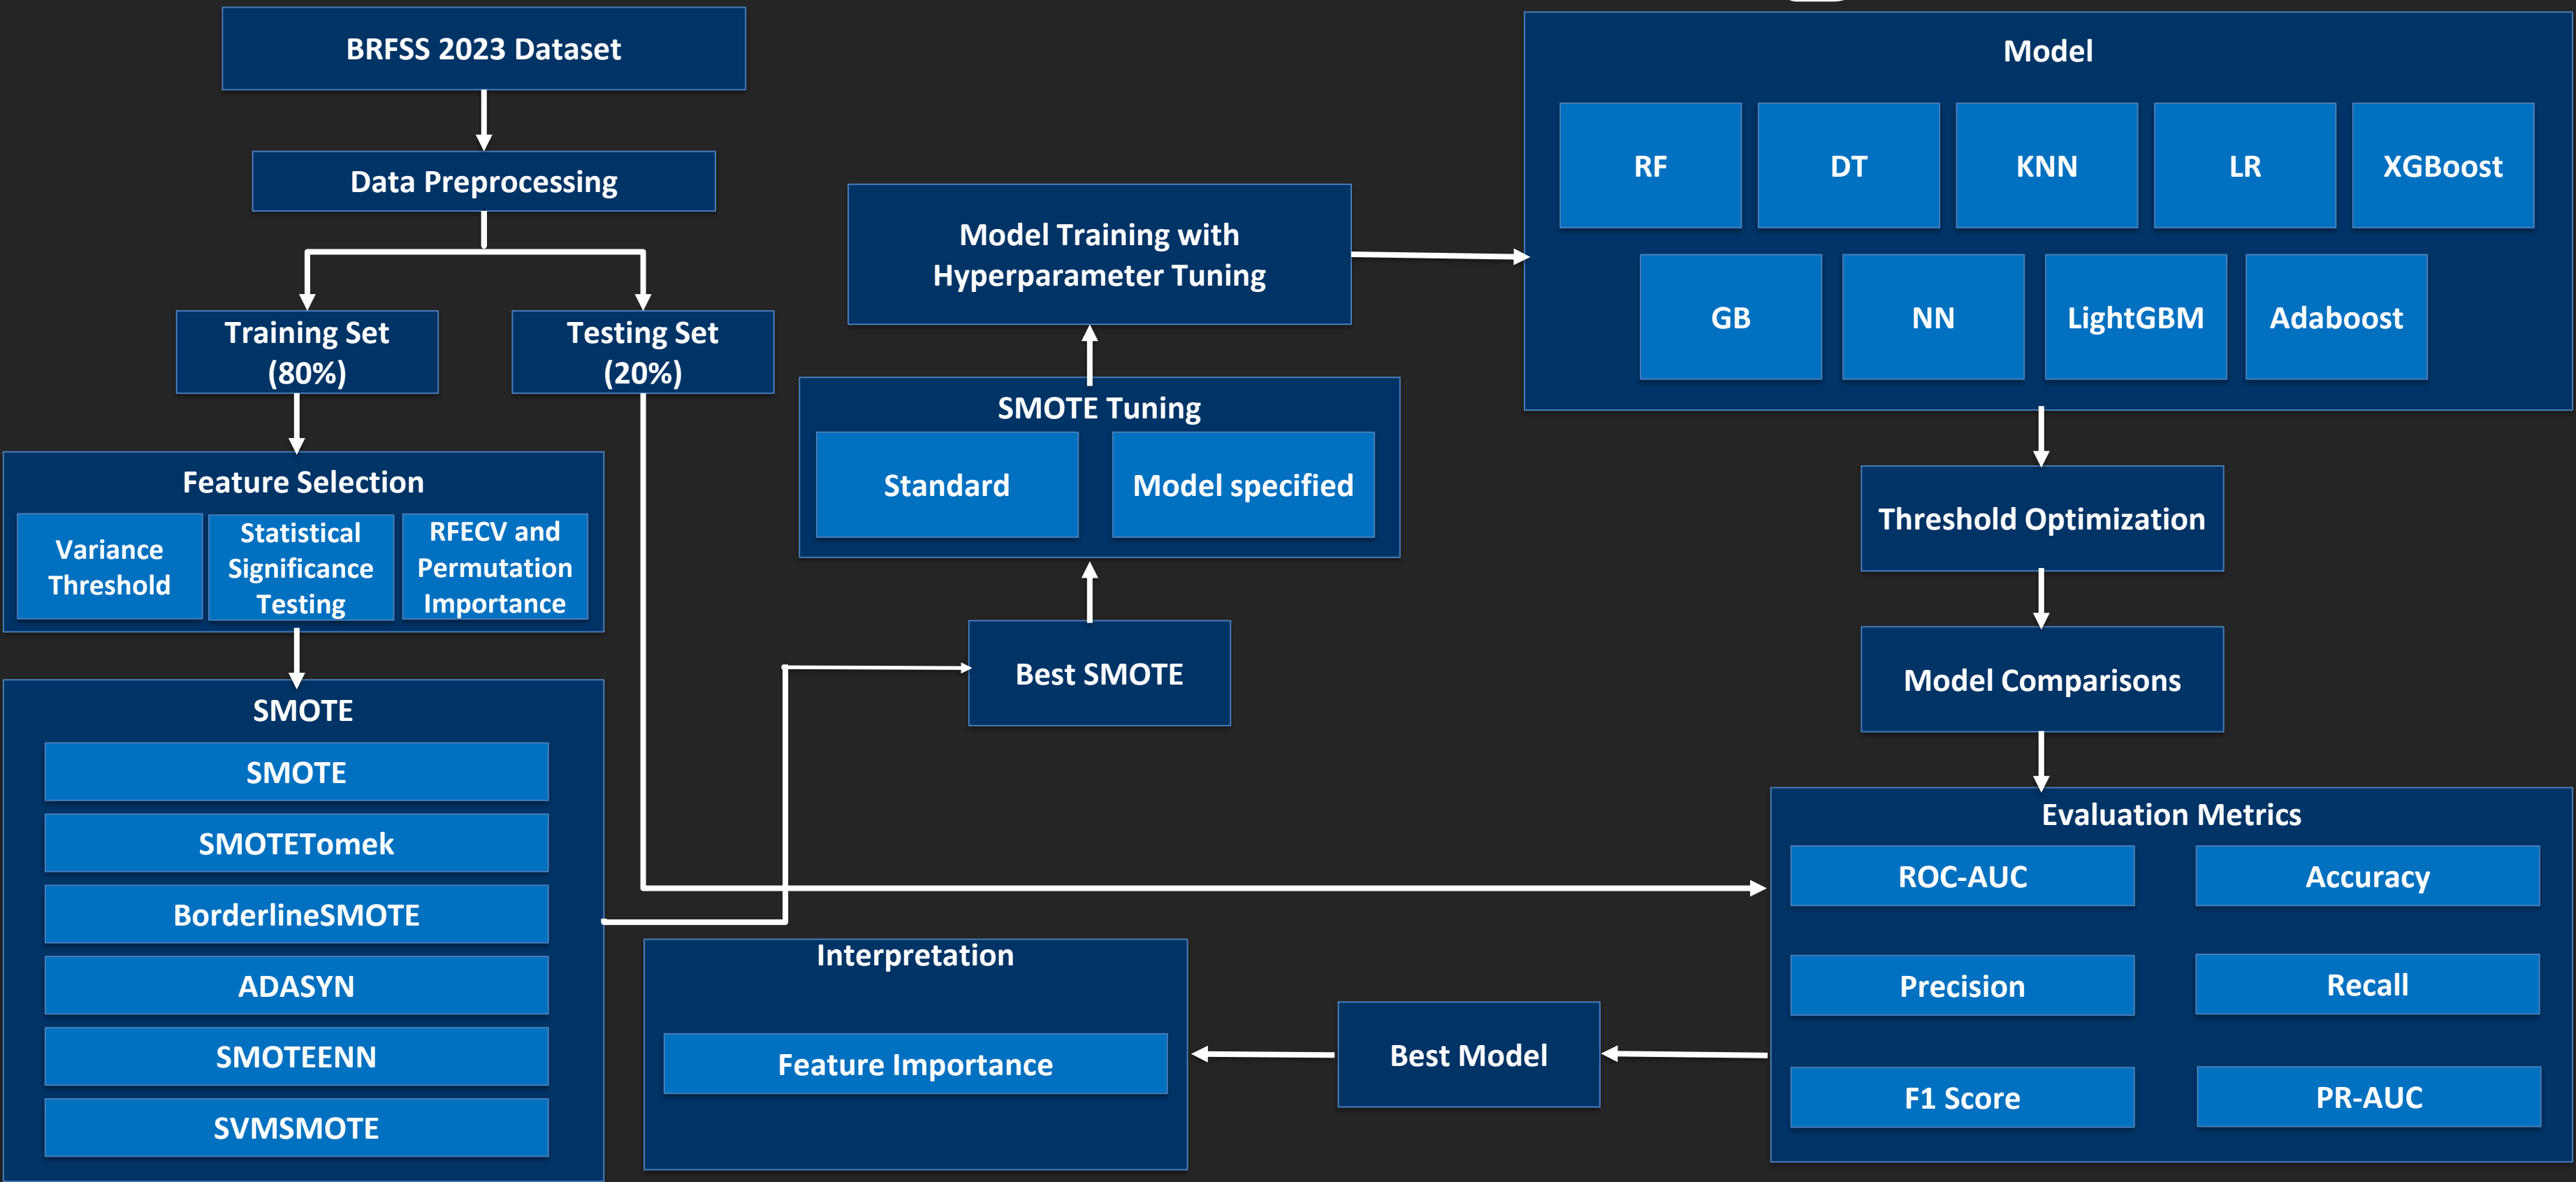 BRFSS 2023 Dataset
Data Preprocessing
Training Set
(80%)
Testing Set
(20%)
Feature Selection
Variance
Threshold
Statistical
Significance
Testing
RFECV and
Permutation
Importance
SMOTE
SMOTE
SMOTETomek
BorderlineSMOTE
ADASYN
SMOTEENN
SVMSMOTE
Best SMOTE
SMOTE Tuning
Standard
Model specified
Model Training with
Hyperparameter Tuning
Model
RF
DT
KNN
LR
XGBoost
GB
NN
LightGBM
Adaboost
Threshold Optimization
Model Comparisons
Evaluation Metrics
ROC-AUC
Accuracy
Precision
Recall
F1 Score
PR-AUC
Best Model
Interpretation
Feature Importance